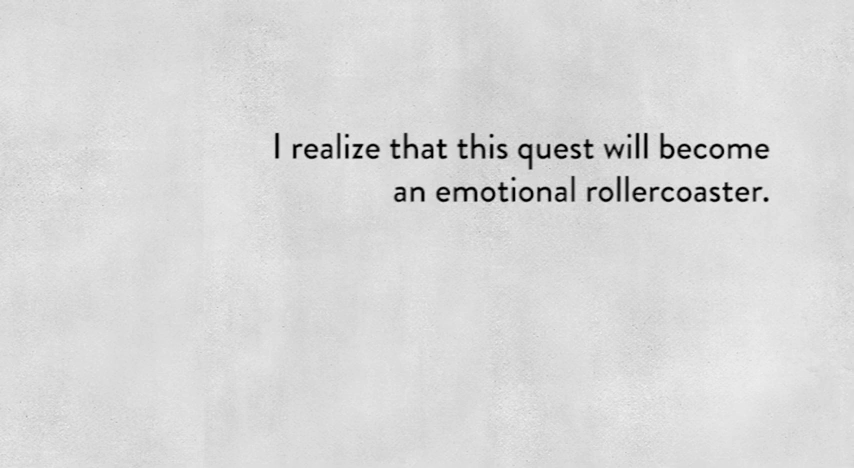 I realize that this quest will become
an emotional rollercoaster.